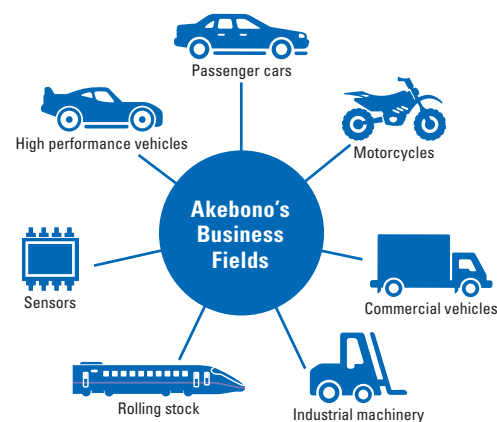 Passenger cars
High performance vehicles
Motorcycles
Akebono’s
Business
Fields
Sensors
Commercial vehicles
Rolling stock
Industrial machinery